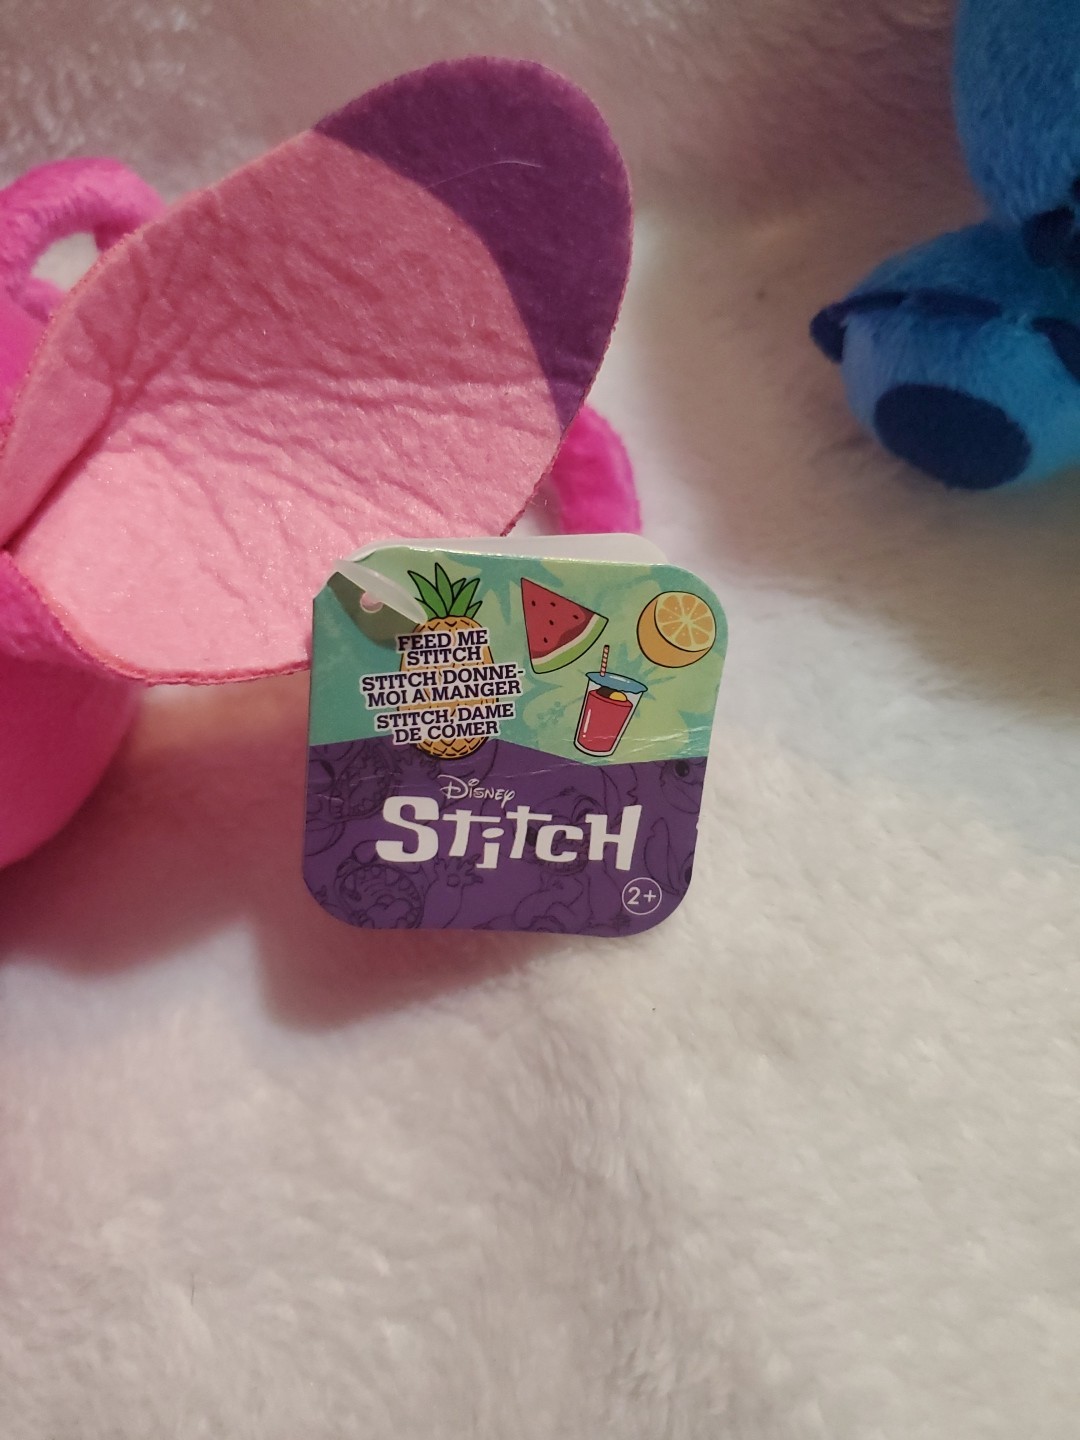 FEED ME
STITCH
STITCH DONNE-
MOI A MANGER
STITCH, DAME
DE COMER
Disney
Stitch
2+